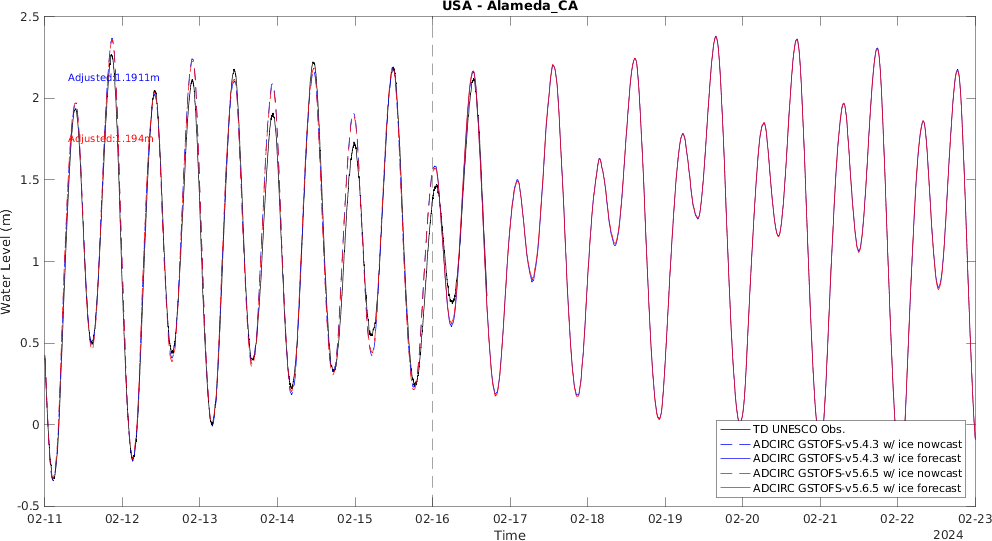 USA - Alameda_CA
2.5
2
1.5
1
0.5
0
-0.5
Water Level (m)
Adjusted:1.1911m
Adjusted:1.194m
TD UNESCO Obs.
ADCIRC GSTOFS-v5.4.3 w/ ice nowcast
ADCIRC GSTOFS-v5.4.3 w/ ice forecast
ADCIRC GSTOFS-v5.6.5 w/ ice nowcast
ADCIRC GSTOFS-v5.6.5 w/ ice forecast
02-11 02-12 02-13 02-14 02-15 02-16 02-17 02-18 02-19 02-20 02-21 02-22 02-23
Time
2024